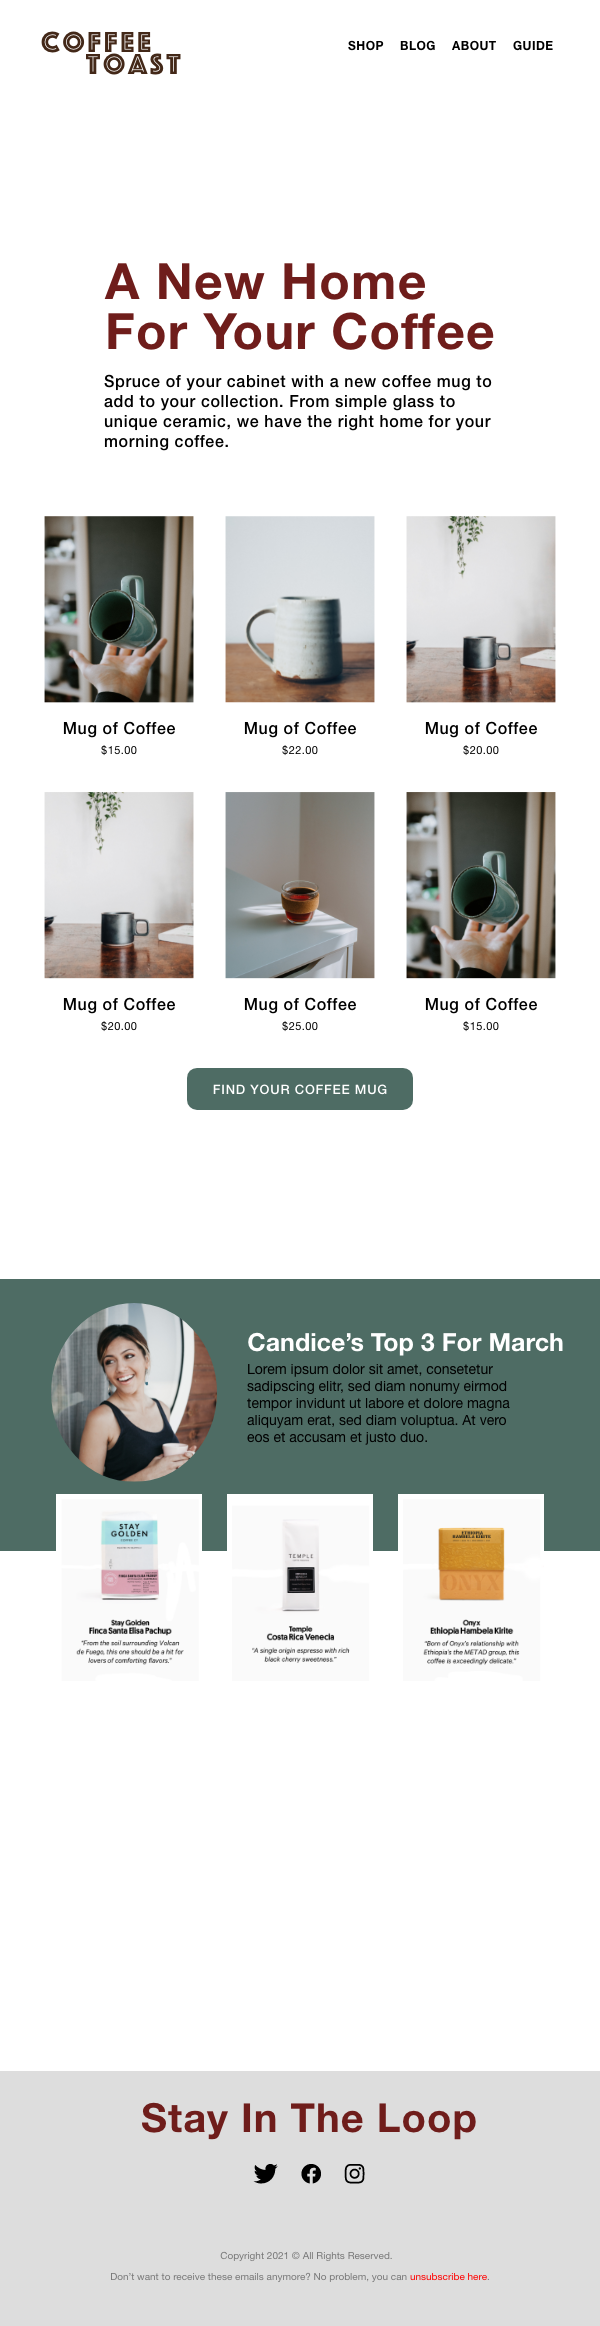 COFFEE
TOAST
SHOP BLOG ABOUT GUIDE
A New Home
For Your Coffee
Spruce of your cabinet with a new coffee mug to
add to your collection. From simple glass to
unique ceramic, we have the right home for your
morning coffee.
Mug of Coffee
$15.00
Mug of Coffee
$22.00
Mug of Coffee
$20.00
Mug of Coffee
$20.00
Mug of Coffee
$25.00
Mug of Coffee
$15.00
FIND YOUR COFFEE MUG
Candice's Top 3 For March
Lorem ipsum dolor sit amet, consetetur
sadipscing elitr, sed diam nonumy eirmod
tempor invidunt ut labore et dolore magna
aliquyam erat, sed diam voluptua. At vero
eos et accusam et justo duo.
STAY
GOLDEN
Stay Golden
Finca Santa Elisa Pachup
"From the soil surrounding Volcan
de Fuego, this one should be a hit for
lovers of comforting flavors."
TEMPLE
Temple
Costa Rica Venecia
"A single origin espresso with rich
black cherry sweetness."
ETHIOPIA
HAMBELA KIRITE
ONYX
Onyx
Ethiopia Hambela Kirite
"Born of Onyx's relationship with
Ethiopia's the METAD group, this
coffee is exceedingly delicate."
Stay In The Loop
Copyright 2021 © All Rights Reserved.
Don't want to receive these emails anymore? No problem, you can unsubscribe here.